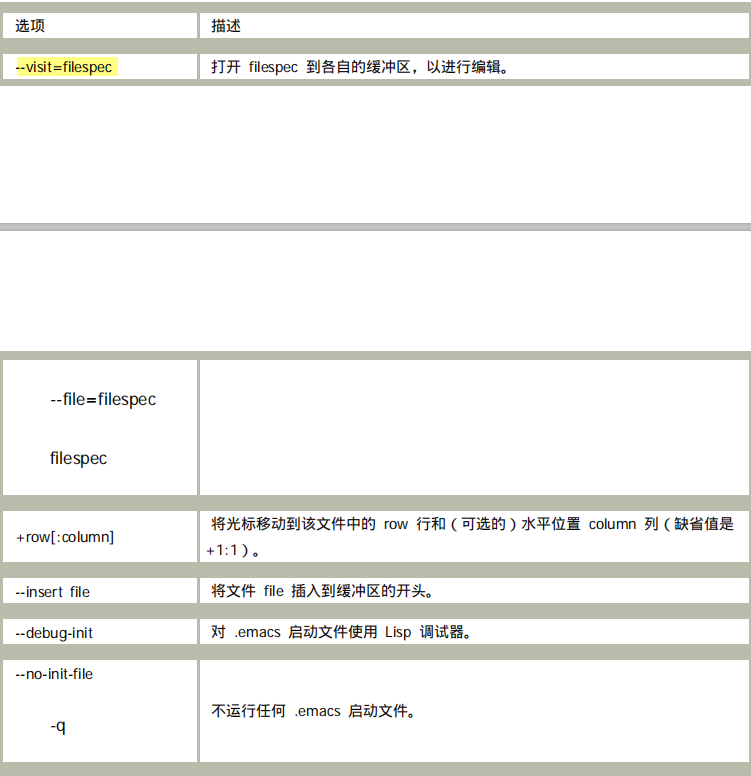 选项 描述
--visit=filespec 打开 filespec 到各自的缓冲区，以进行编辑。
--file=filespec
filespec
+row[:column] 将光标移动到该文件中的 row 行和（可选的）水平位置 column 列（缺省值是
+1:1）。
--insert file 将文件 file 插入到缓冲区的开头。
--debug-init 对 .emacs 启动文件使用 Lisp 调试器。
--no-init-file
-q 不运行任何 .emacs 启动文件。